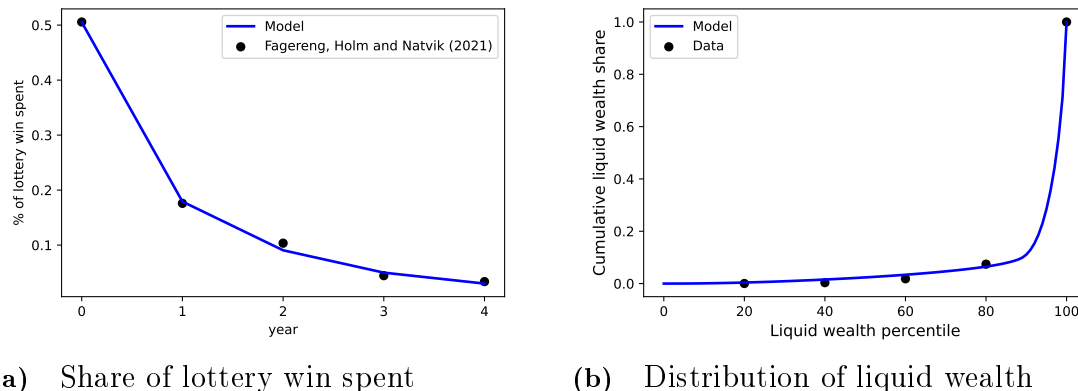 0.5
0.4
0.3
0.2
0.1
% of lottery win spent
Model
Fagereng, Holm and Natvik (2021)
0 1 2 3 4
year
a) Share of lottery win spent
1.0
0.8
0.6
0.4
0.2
0.0
Cumulative liquid wealth share
Model
Data
0 20 40 60 80 100
Liquid wealth percentile
(b) Distribution of liquid wealth